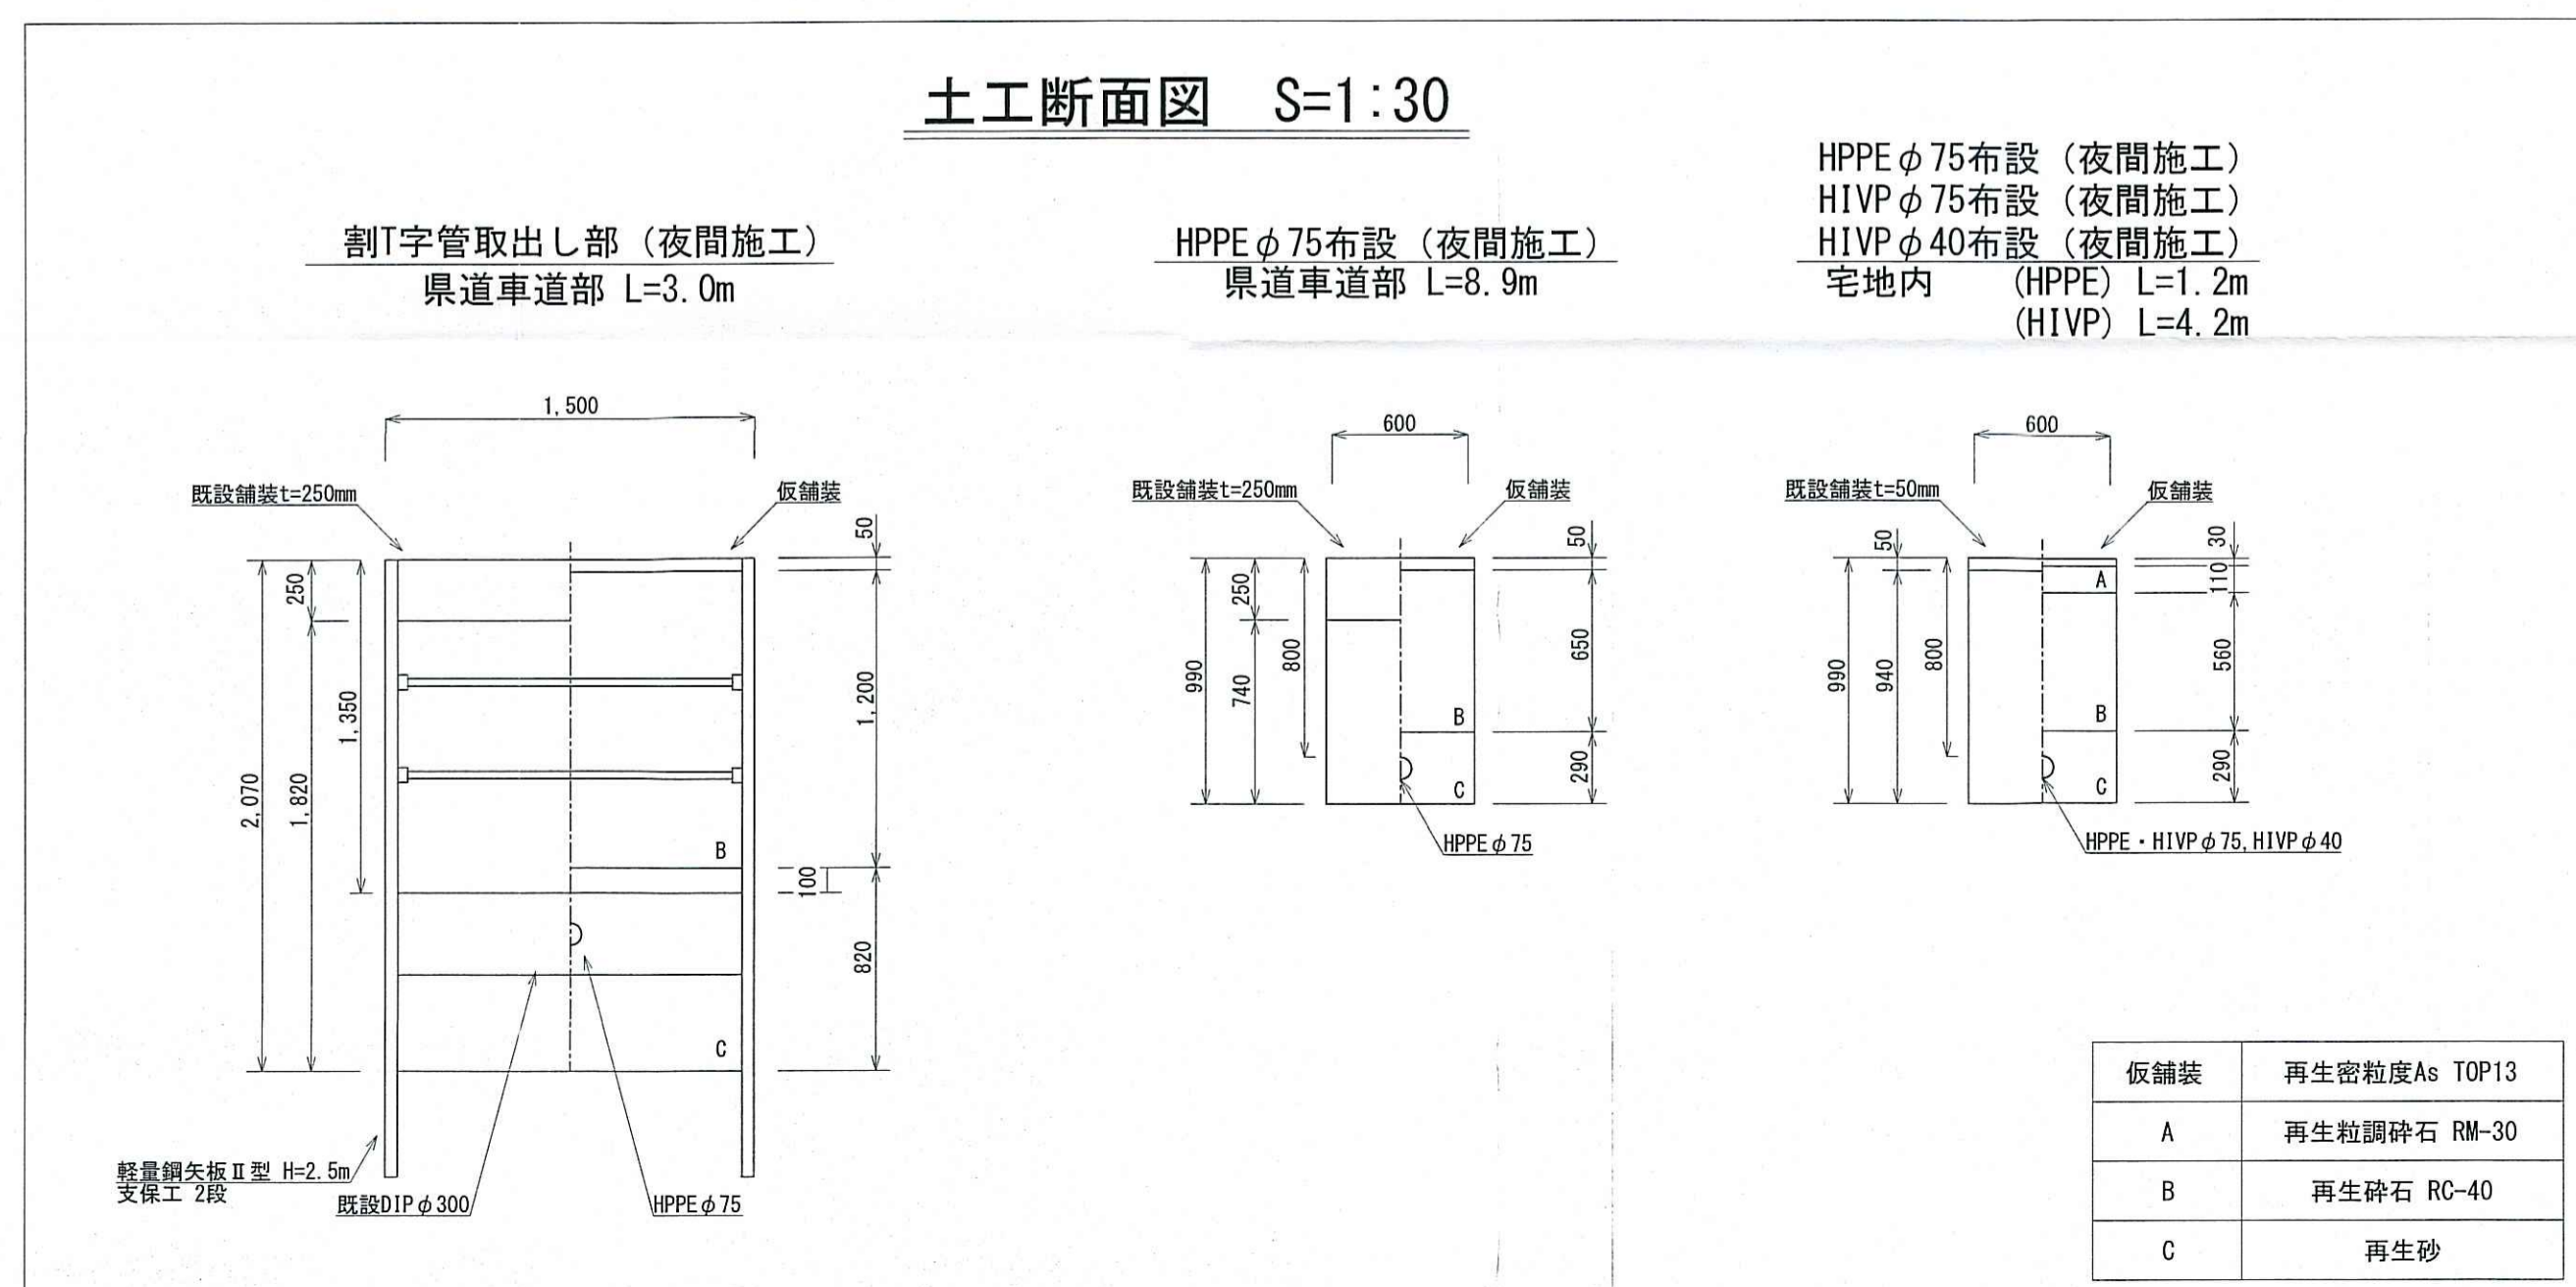 土工断面図 S=1:30
割T字管取出し部（夜間施工）
県道車道部 L=3.0m
1,500
既設舗装t=250mm
仮舗装
50
250
1,350
1,820
2,070
1,200
100
820
B
C
軽量鋼矢板Ⅱ型 H=2.5m
支保工 2段
既設DIPφ300
HPPEφ75
HPPEφ75布設（夜間施工）
県道車道部 L=8.9m
600
既設舗装t=250mm
仮舗装
50
250
740
990
800
650
290
B
C
HPPEφ75
HPPEφ75布設（夜間施工）
HIVPφ75布設（夜間施工）
HIVPφ40布設（夜間施工）
宅地内 (HPPE) L=1.2m
(HIVP) L=4.2m
600
既設舗装t=50mm
仮舗装
50
30
110
990
940
800
560
290
A
B
C
HPPE・HIVPφ75,HIVPφ40
仮舗装 再生密粒度As TOP13
A 再生粒調砕石 RM-30
B 再生砕石 RC-40
C 再生砂